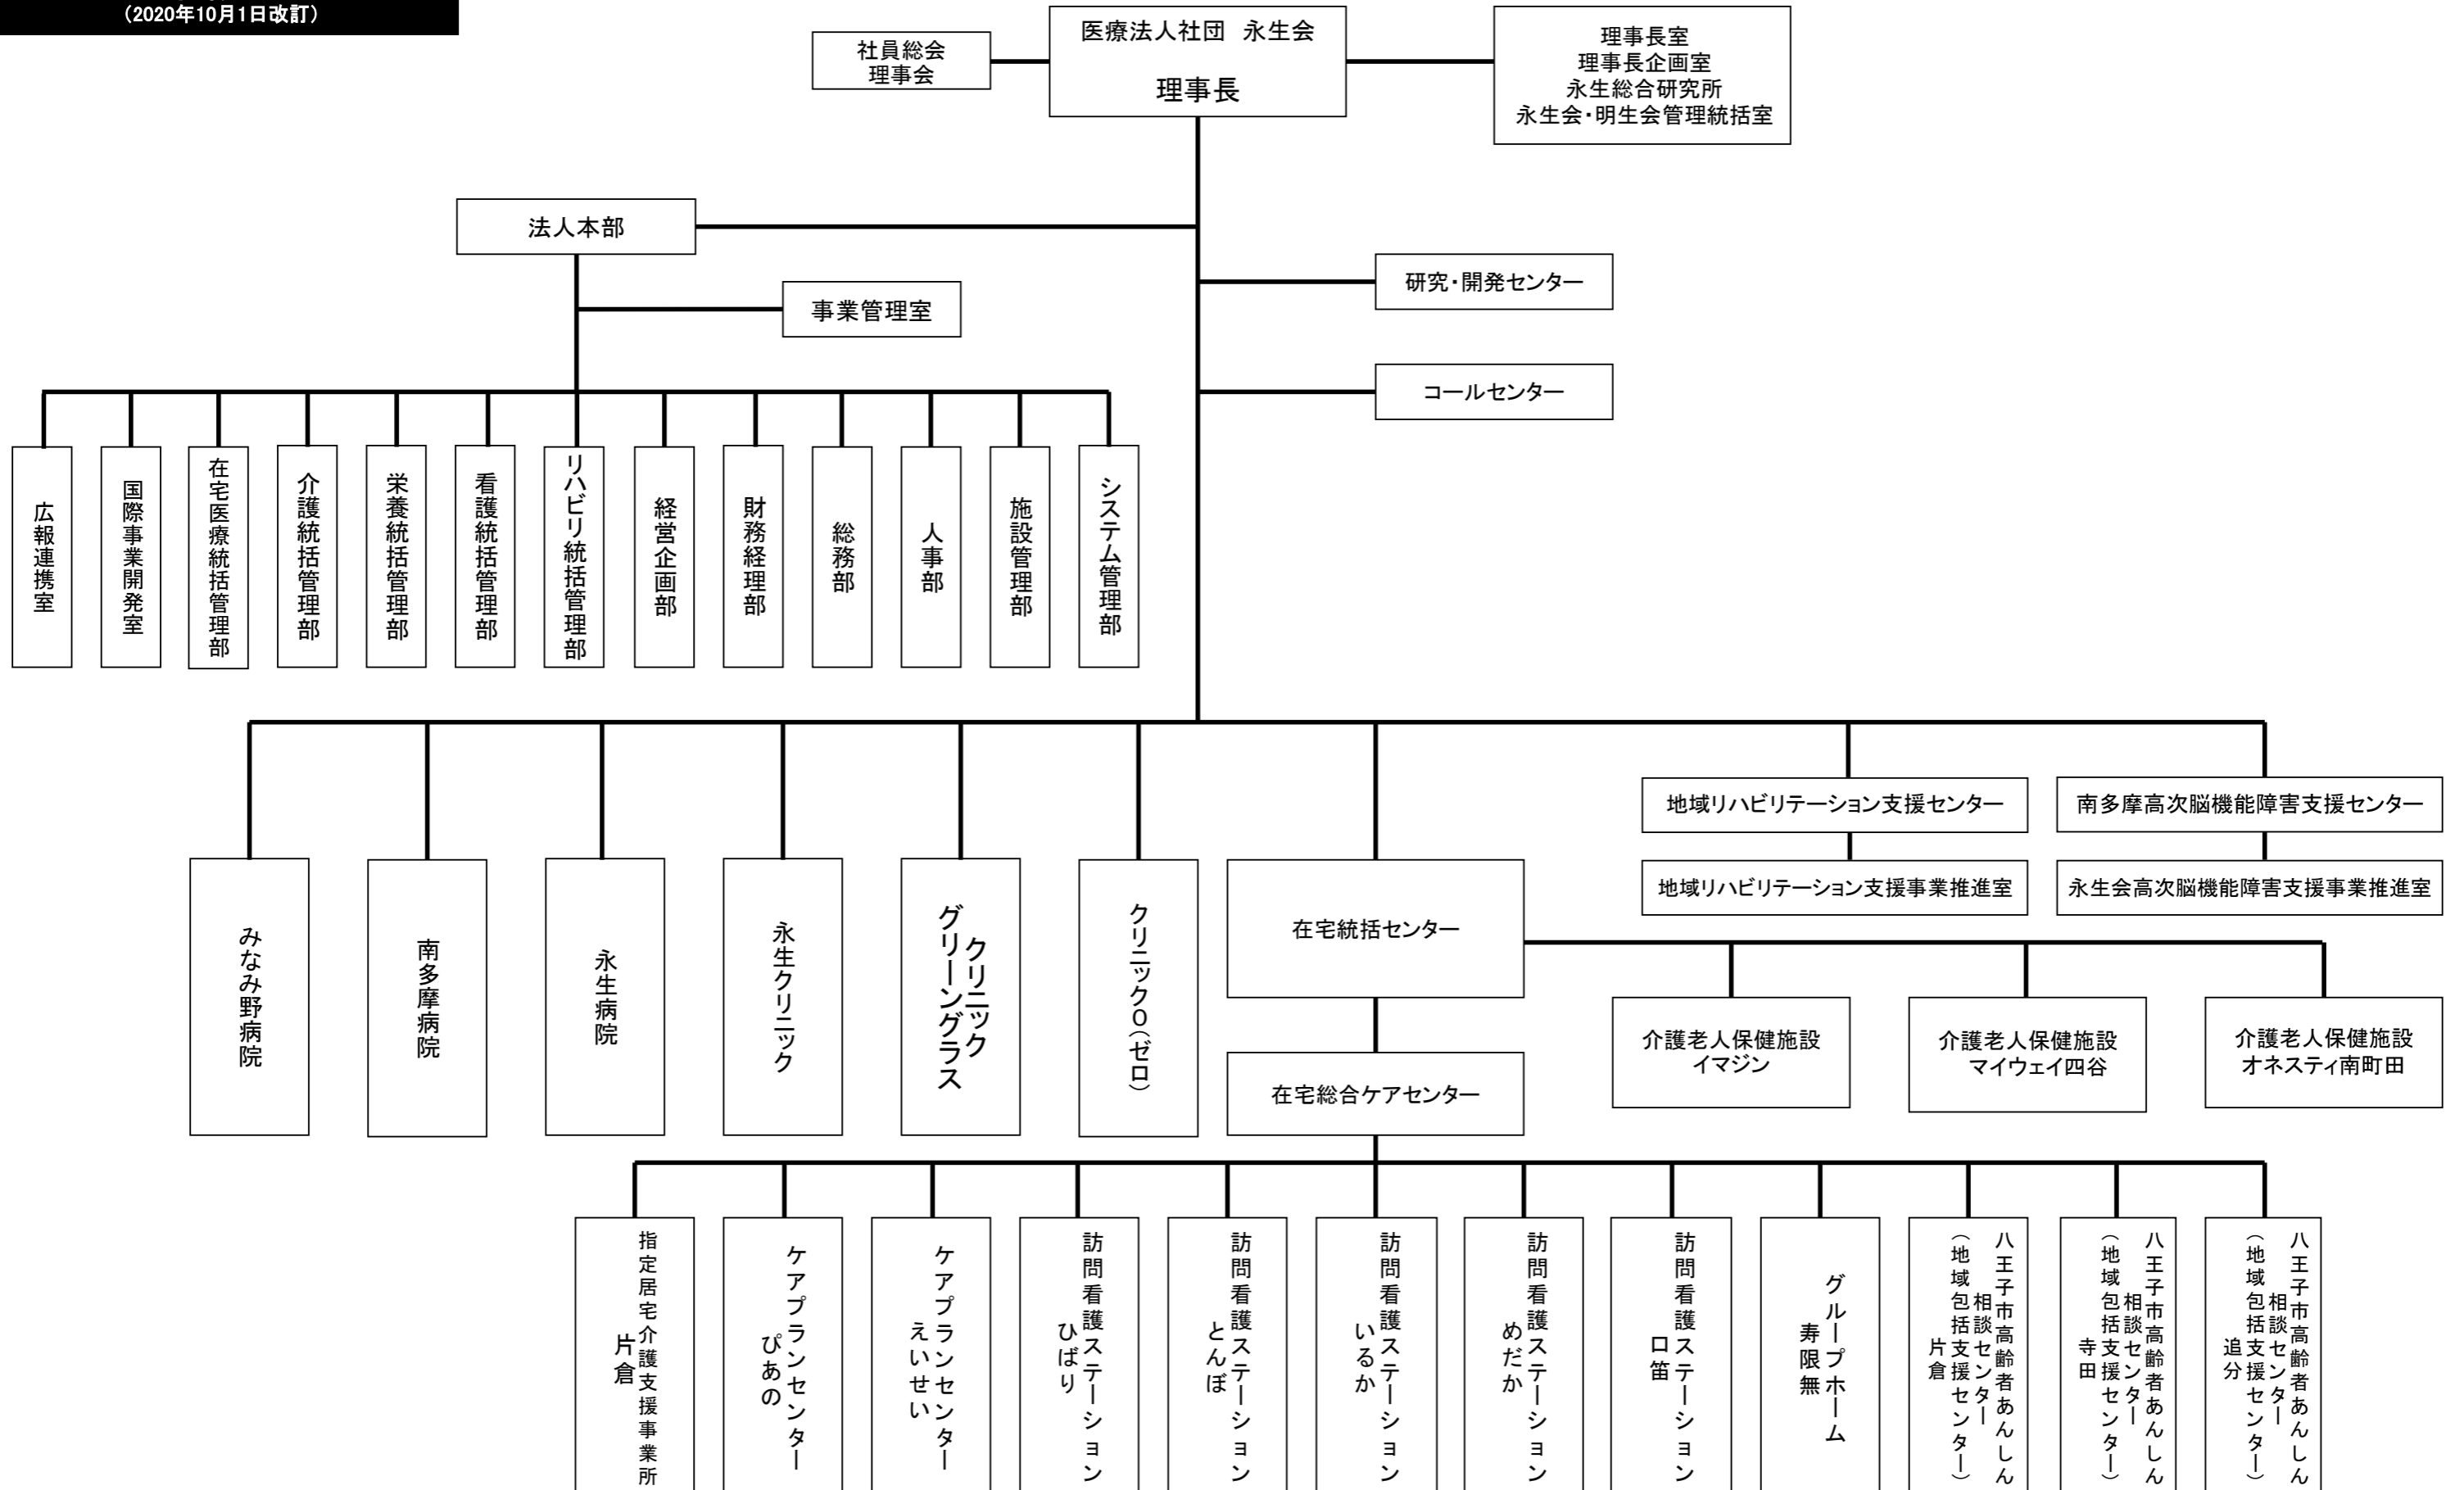 （2020年10月1日改訂）
医療法人社団　永生会
理事長
社員総会
理事会
理事長室
理事長企画室
永生総合研究所
永生会・明生会管理統括室
法人本部
事業管理室
研究・開発センター
コールセンター
広報連携室
国際事業開発室
在宅医療統括管理部
介護統括管理部
栄養統括管理部
看護統括管理部
リハビリ統括管理部
経営企画部
財務経理部
総務部
人事部
施設管理部
システム管理部
地域リハビリテーション支援センター
南多摩高次脳機能障害支援センター
地域リハビリテーション支援事業推進室
永生会高次脳機能障害支援事業推進室
みなみ野病院
南多摩病院
永生病院
永生クリニック
クリニック
グリーングラス
クリニック０（ゼロ）
在宅統括センター
介護老人保健施設
イマジン
介護老人保健施設
マイウェイ四谷
介護老人保健施設
オネスティ南町田
在宅総合ケアセンター
指定居宅介護支援事業所
片倉
ケアプランセンター
ぴあの
ケアプランセンター
えいせい
訪問看護ステーション
ひばり
訪問看護ステーション
とんぼ
訪問看護ステーション
いるか
訪問看護ステーション
めだか
訪問看護ステーション
口笛
グループホーム
寿限無
八王子市高齢者あんしん
相談センター
（地域包括支援センター）
片倉
八王子市高齢者あんしん
相談センター
（地域包括支援センター）
寺田
八王子市高齢者あんしん
相談センター
（地域包括支援センター）
追分